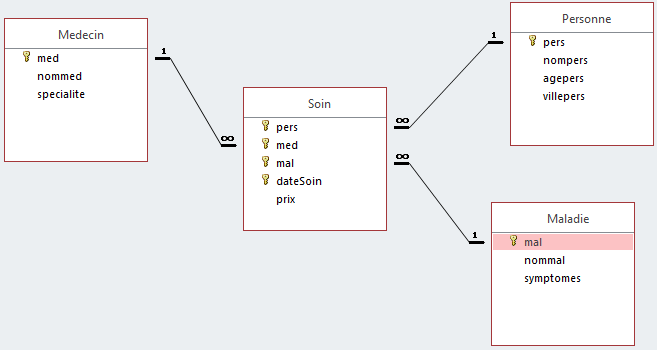 Medecin
med
nommed
specialite
1
∞
Soin
pers
med
mal
dateSoin
prix
∞
∞
1
Personne
pers
nompers
agepers
villepers
1
Maladie
mal
nommal
symptomes